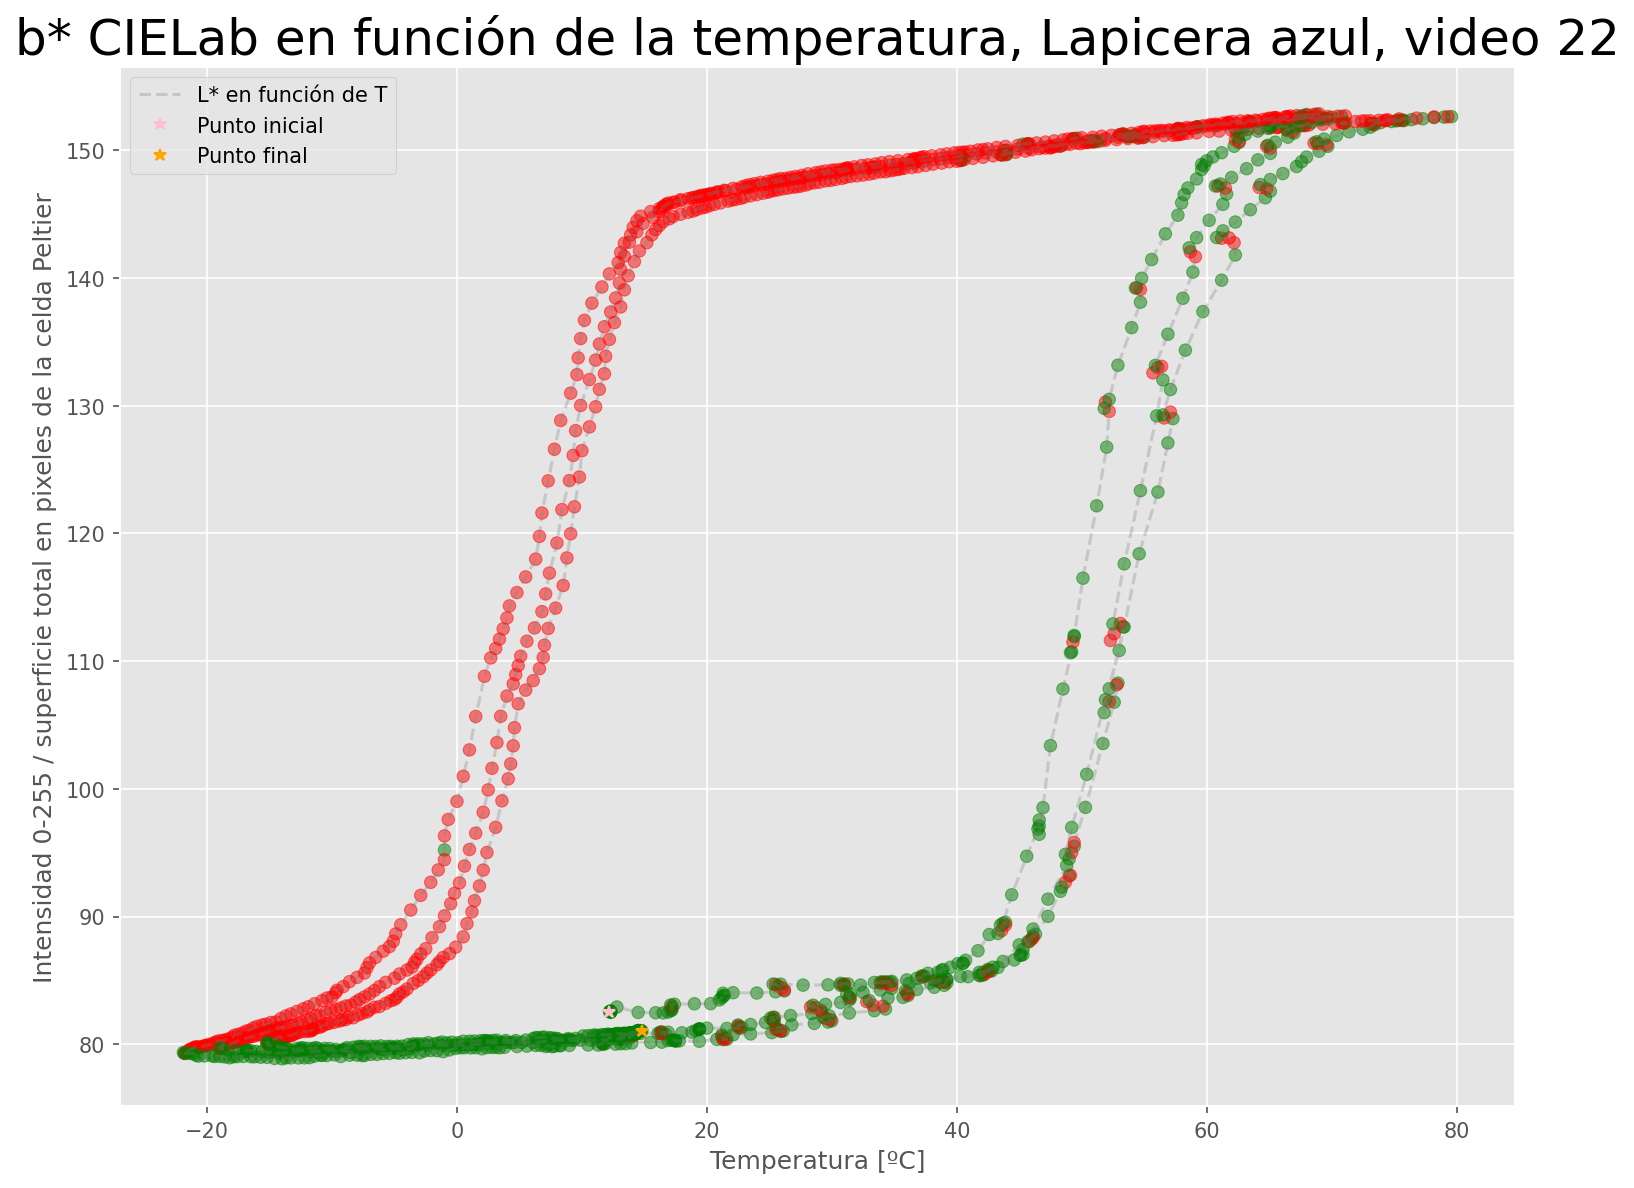 b* CIELab en función de la temperatura, Lapicera azul, video 22
L* en función de T
Punto inicial
Punto final
Intensidad 0-255 / superficie total en pixeles de la celda Peltier
150
140
130
120
110
100
90
80
−20
0
20
40
60
80
Temperatura [ºC]